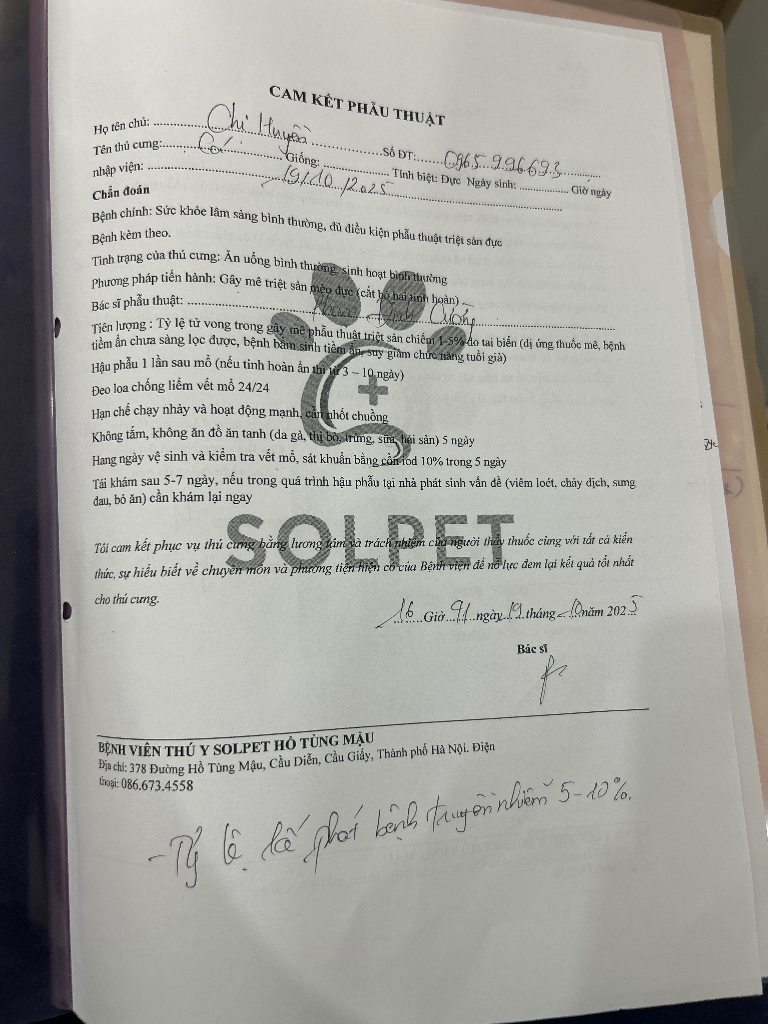 CAM KẾT PHẪU THUẬT
Họ tên chủ: Chị Huyền Số ĐT: 0965.996.693
Tên thú cưng: Giống: Tính biệt: Đực Ngày sinh: Giờ ngày
nhập viện: 19/10/2025
Chẩn đoán
Bệnh chính: Sức khỏe lâm sàng bình thường, đủ điều kiện phẫu thuật triệt sản đực
Bệnh kèm theo.
Tình trạng của thú cưng: Ăn uống bình thường, sinh hoạt bình thường
Phương pháp tiến hành: Gây mê triệt sản mèo đực (cắt bỏ hai tinh hoàn)
Bác sĩ phẫu thuật: Cường
Tiên lượng : Tỷ lệ tử vong trong gây mê phẫu thuật triệt sản chiếm 1-5% do tai biến (dị ứng thuốc mê, bệnh
tiềm ẩn chưa sàng lọc được, bệnh bẩm sinh tiềm ẩn, suy giảm chức năng tuổi già)
Hậu phẫu 1 lần sau mổ (nếu tinh hoàn ẩn thì từ 3 – 10 ngày)
Đeo loa chống liếm vết mổ 24/24
Hạn chế chạy nhảy và hoạt động mạnh, cần nhốt chuồng
Không tắm, không ăn đồ ăn tanh (da gà, thị bò, trứng, sữa, hải sản) 5 ngày
Hang ngày vệ sinh và kiểm tra vết mổ, sát khuẩn bằng cồn iod 10% trong 5 ngày
Tái khám sau 5-7 ngày, nếu trong quá trình hậu phẫu tại nhà phát sinh vấn đề (viêm loét, chảy dịch, sưng
đau, bỏ ăn) cần khám lại ngay
SOLPET
Tôi cam kết phục vụ thú cưng bằng lương tâm và trách nhiệm của người thầy thuốc cùng với tất cả kiến
thức, sự hiểu biết về chuyên môn và phương tiện hiện có của Bệnh viện để nỗ lực đem lại kết quả tốt nhất
cho thú cưng.
16 Giờ 91 ngày 19 tháng 10 năm 2025
Bác sĩ
BỆNH VIỆN THÚ Y SOLPET HỒ TÙNG MẬU
Địa chỉ: 378 Đường Hồ Tùng Mậu, Cầu Diễn, Cầu Giấy, Thành phố Hà Nội. Điện
thoại: 086.673.4558
- Tỷ lệ kế phát bệnh truyền nhiễm 5-10%.